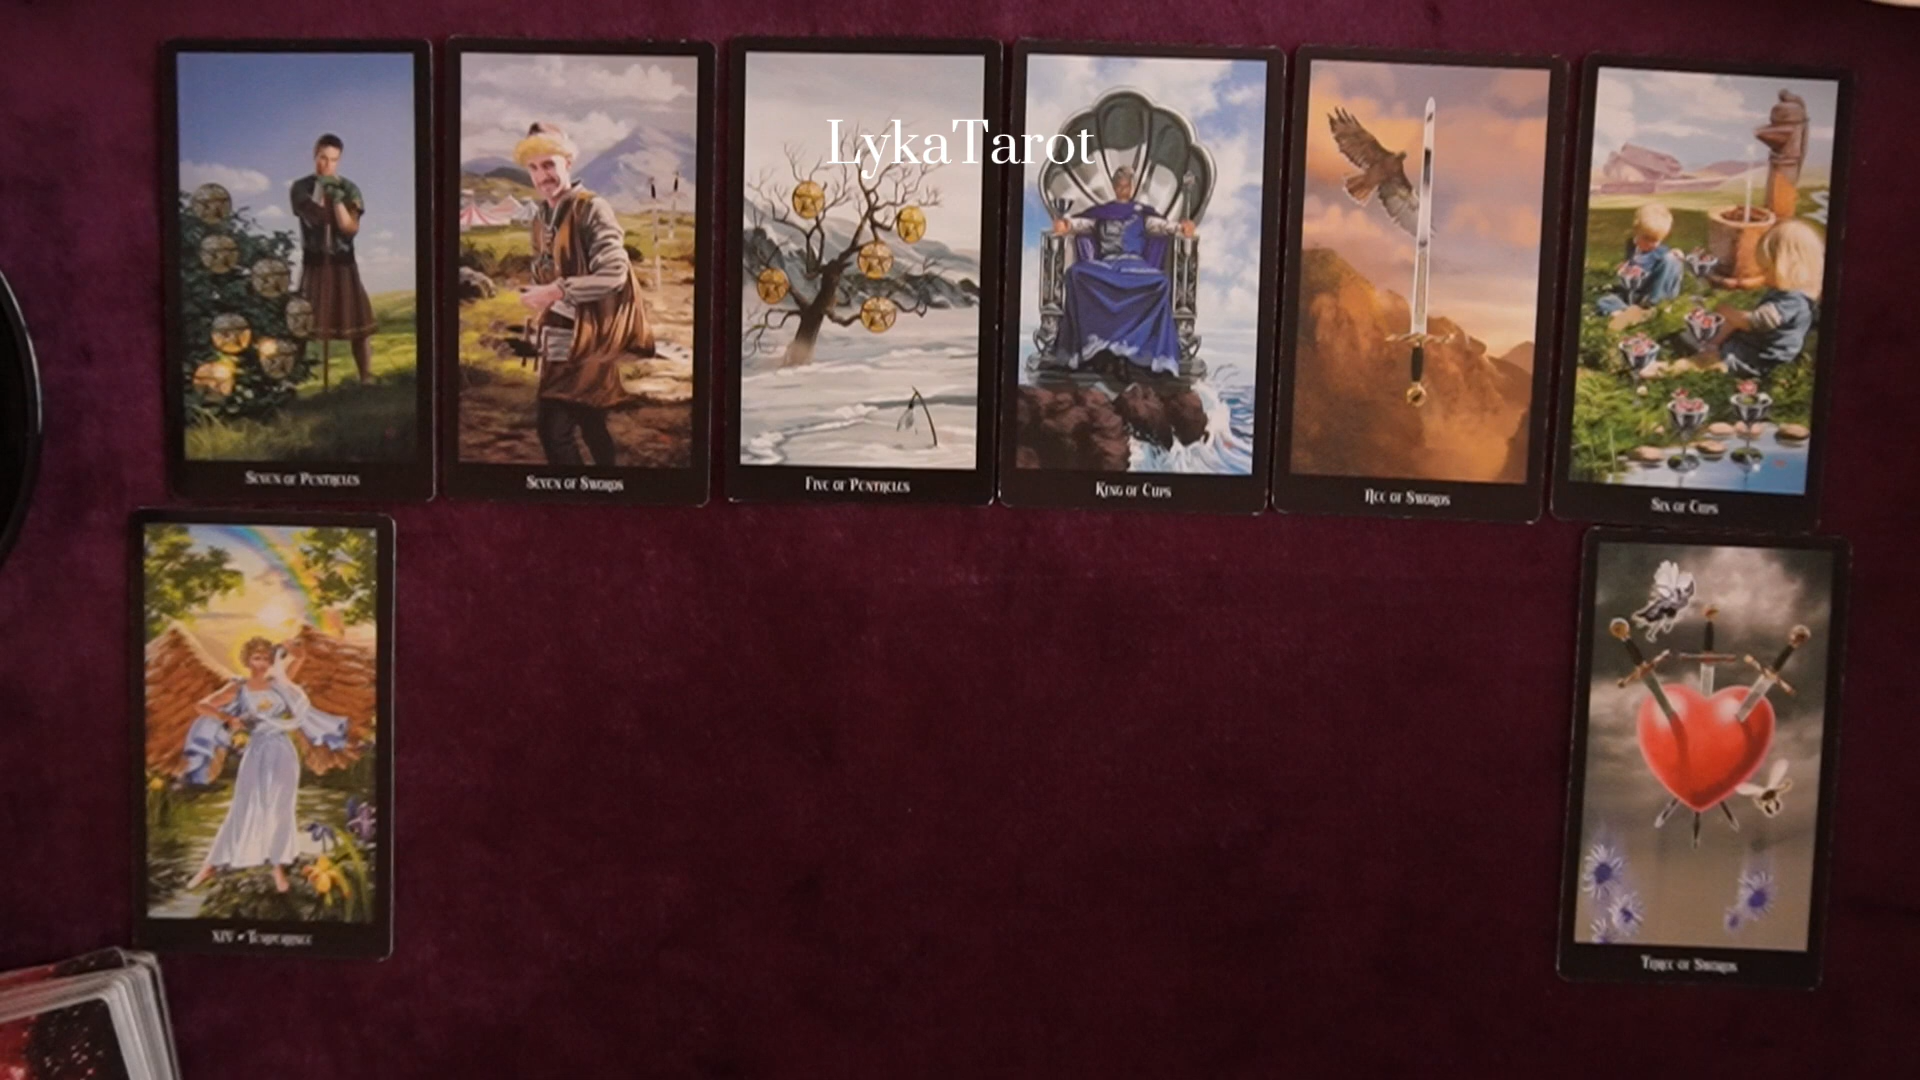 LykaTarot
Seven of Pentacles
Seven of Swords
Five of Pentacles
King of Cups
Ace of Swords
Six of Cups
XIV • Temperance
Three of Swords